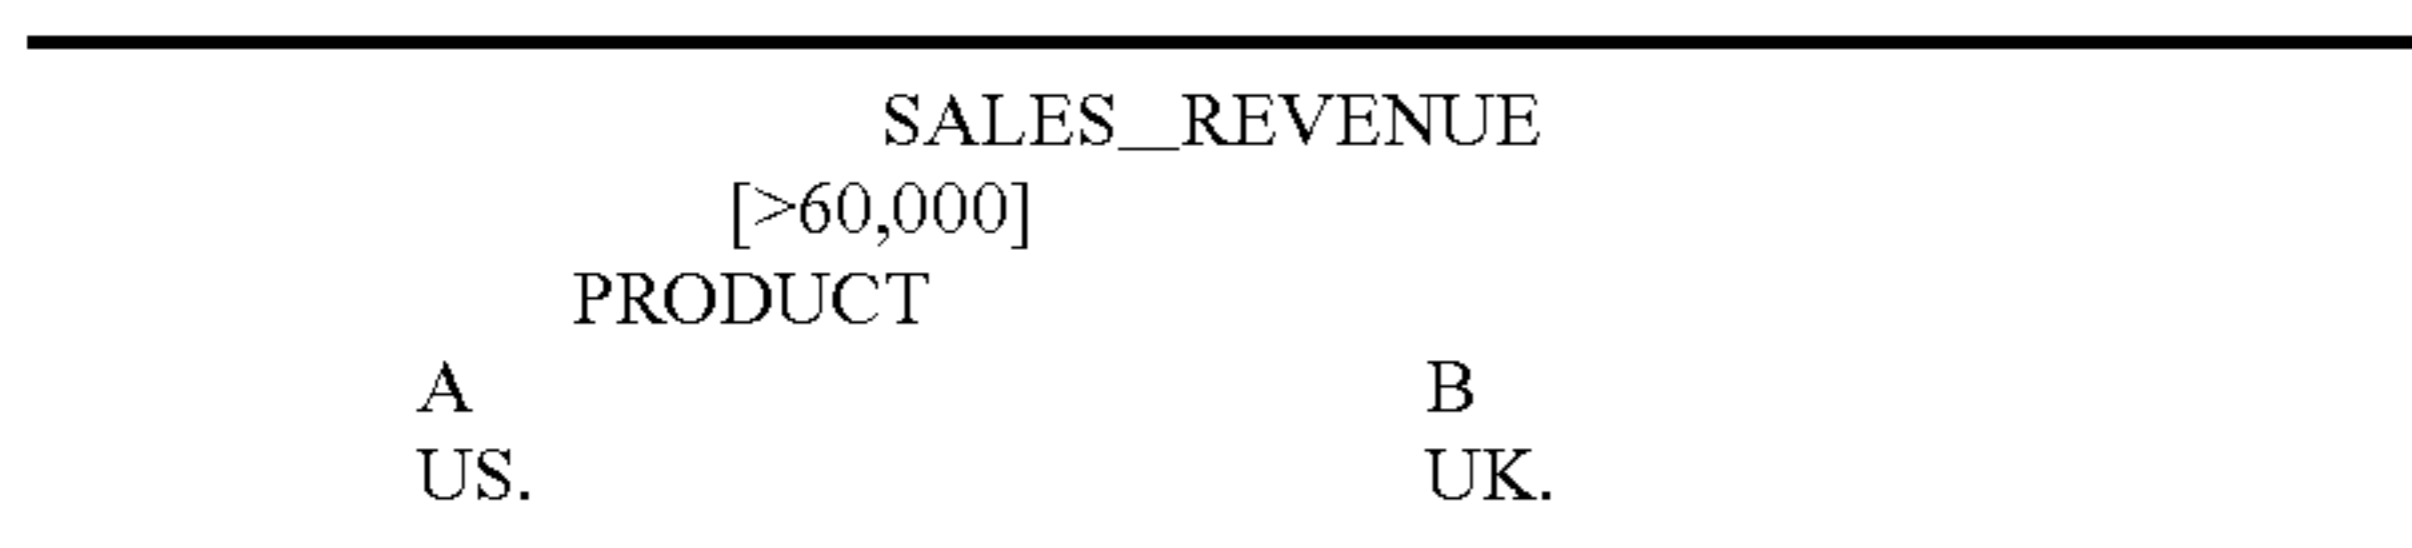 SALES_REVENUE
[>60,000]
PRODUCT
A B
US. UK.